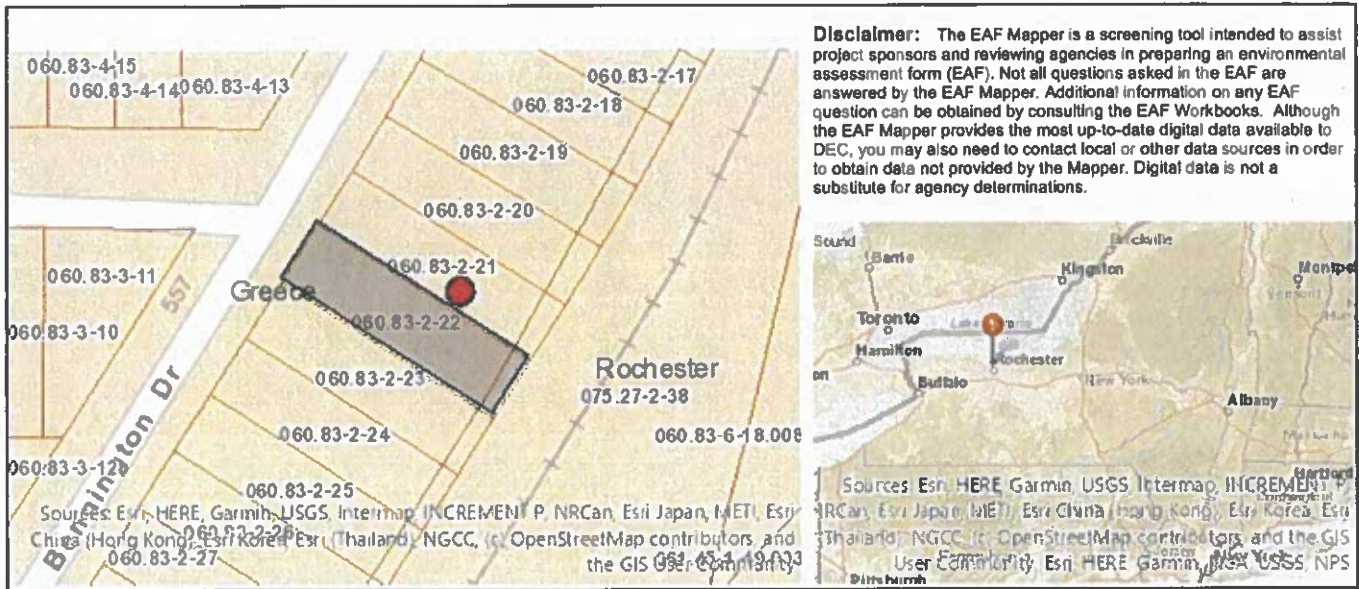 Disclaimer: The EAF Mapper is a screening tool intended to assist
project sponsors and reviewing agencies in preparing an environmental
assessment form (EAF). Not all questions asked in the EAF are
answered by the EAF Mapper. Additional information on any EAF
question can be obtained by consulting the EAF Workbooks. Although
the EAF Mapper provides the most up-to-date digital data available to
DEC, you may also need to contact local or other data sources in order
to obtain data not provided by the Mapper. Digital data is not a
substitute for agency determinations.
060.83-4-15
060.83-4-14
060.83-4-13
060.83-2-17
060.83-2-18
060.83-2-19
060.83-2-20
060.83-3-11
060.83-2-21
557
Greece
060.83-2-22
060.83-3-10
060.83-2-23
Rochester
075.27-2-38
Bennington Dr
060.83-2-24
060.83-6-18.008
060.83-2-25
060.83-2-26
060.83-2-27
Sources: Esri, HERE, Garmin, USGS, Intermap, INCREMENT P, NRCan, Esri Japan, METI, Esri
China (Hong Kong), Esri Korea, Esri (Thailand), NGCC, (c) OpenStreetMap contributors, and
the GIS User Community
Sound
Barrie
Kingston
Toronto
Hamilton
Rochester
Buffalo
New York
Albany
Vermont
Hartford
Sources: Esri, HERE, Garmin, USGS, Intermap, INCREMENT P,
NRCan, Esri Japan, METI, Esri China (Hong Kong), Esri Korea, Esri
(Thailand), NGCC, (c) OpenStreetMap contributors, and the GIS
User Community, Esri, HERE, Garmin, USGS, NPS
Pittsburgh
New York